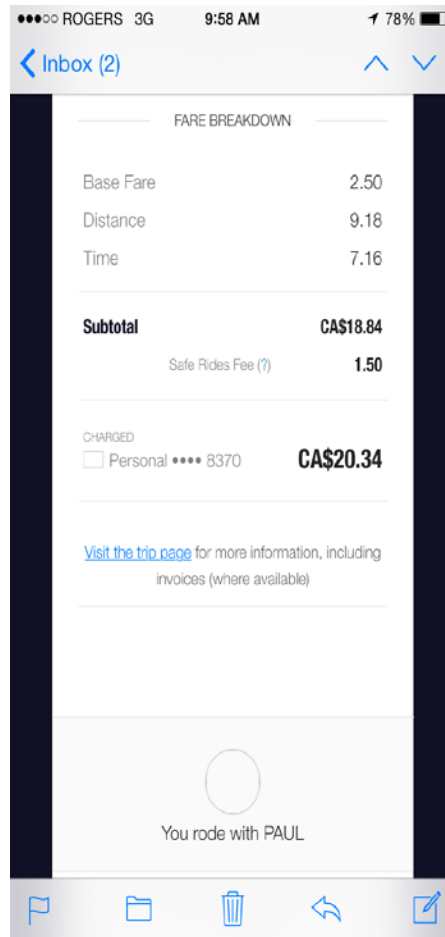 ROGERS 3G 9:58 AM 78%
Inbox (2)
FARE BREAKDOWN
Base Fare 2.50
Distance 9.18
Time 7.16
Subtotal CA$18.84
Safe Rides Fee (?) 1.50
CHARGED
Personal •••• 8370 CA$20.34
Visit the trip page for more information, including
invoices (where available)
You rode with PAUL